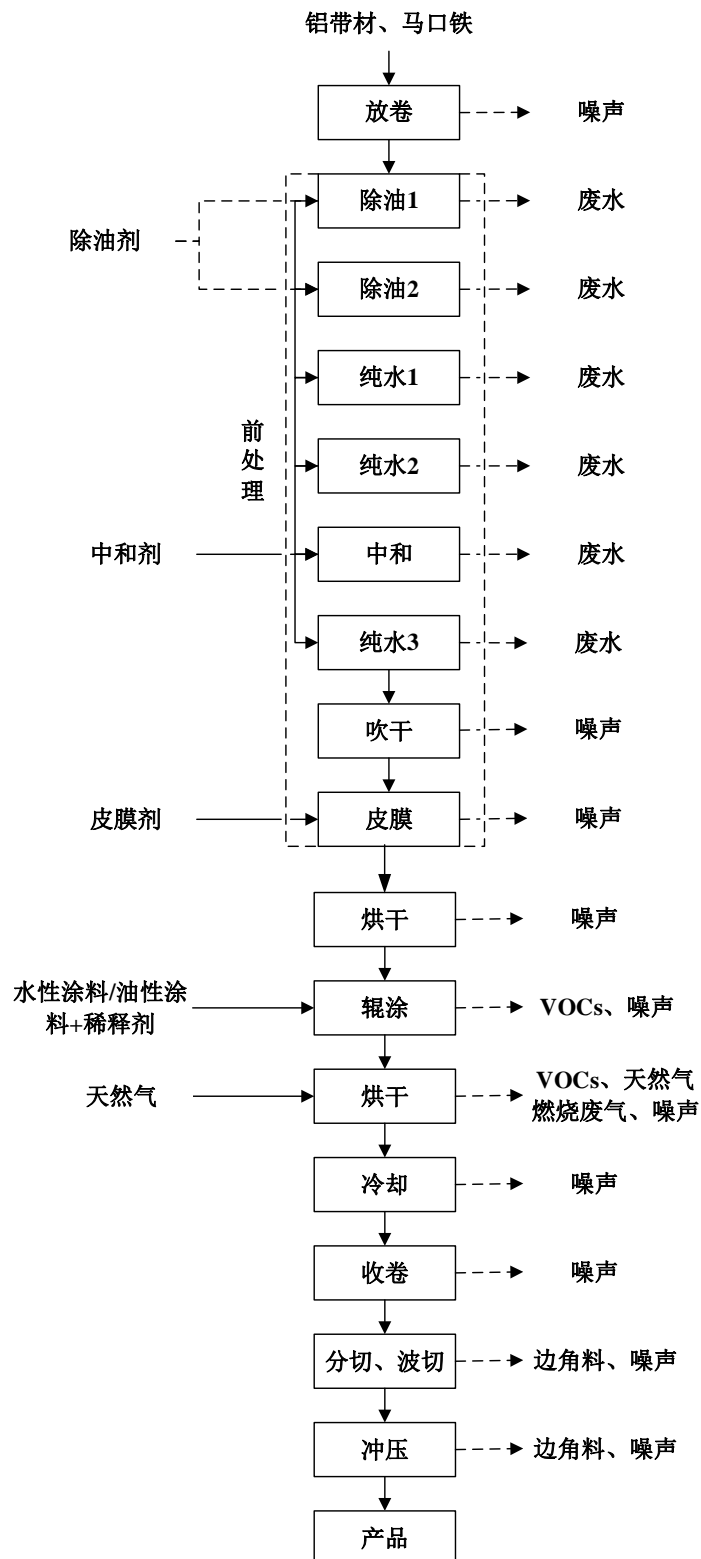 铝带材、马口铁
放卷
噪声
除油1
废水
除油剂
除油2
废水
纯水1
废水
前
处
理
纯水2
废水
中和剂
中和
废水
纯水3
废水
吹干
噪声
皮膜剂
皮膜
噪声
烘干
噪声
水性涂料/油性涂
料+稀释剂
辊涂
VOCs、噪声
天然气
烘干
VOCs、天然气
燃烧废气、噪声
冷却
噪声
收卷
噪声
分切、波切
边角料、噪声
冲压
边角料、噪声
产品